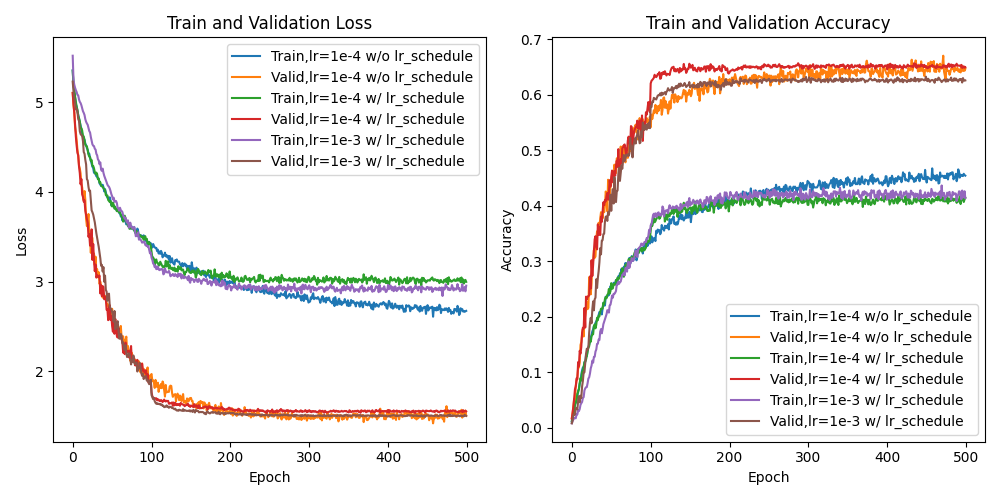 Train and Validation Loss
Loss
5
4
3
2
0
100
200
300
400
500
Epoch
Train,lr=1e-4 w/o lr_schedule
Valid,lr=1e-4 w/o lr_schedule
Train,lr=1e-4 w/ lr_schedule
Valid,lr=1e-4 w/ lr_schedule
Train,lr=1e-3 w/ lr_schedule
Valid,lr=1e-3 w/ lr_schedule
Train and Validation Accuracy
Accuracy
0.7
0.6
0.5
0.4
0.3
0.2
0.1
0.0
0
100
200
300
400
500
Epoch
Train,lr=1e-4 w/o lr_schedule
Valid,lr=1e-4 w/o lr_schedule
Train,lr=1e-4 w/ lr_schedule
Valid,lr=1e-4 w/ lr_schedule
Train,lr=1e-3 w/ lr_schedule
Valid,lr=1e-3 w/ lr_schedule